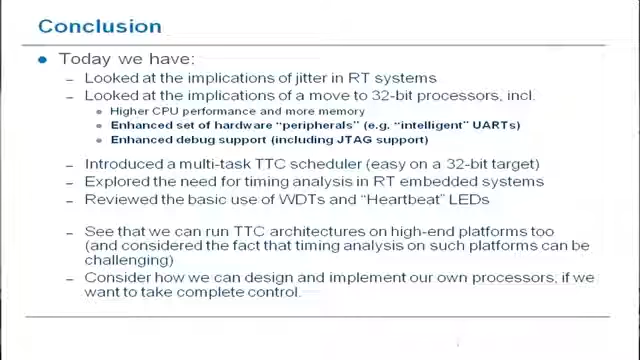 Conclusion
Today we have:
Looked at the implications of jitter in RT systems
Looked at the implications of a move to 32-bit processors, incl.
Higher CPU performance and more memory
Enhanced set of hardware “peripherals” (e.g. “intelligent” UARTs)
Enhanced debug support (including JTAG support)
Introduced a multi-task TTC scheduler (easy on a 32-bit target)
Explored the need for timing analysis in RT embedded systems
Reviewed the basic use of WDTs and “Heartbeat” LEDs
See that we can run TTC architectures on high-end platforms too
(and considered the fact that timing analysis on such platforms can be
challenging)
Consider how we can design and implement our own processors, if we
want to take complete control.